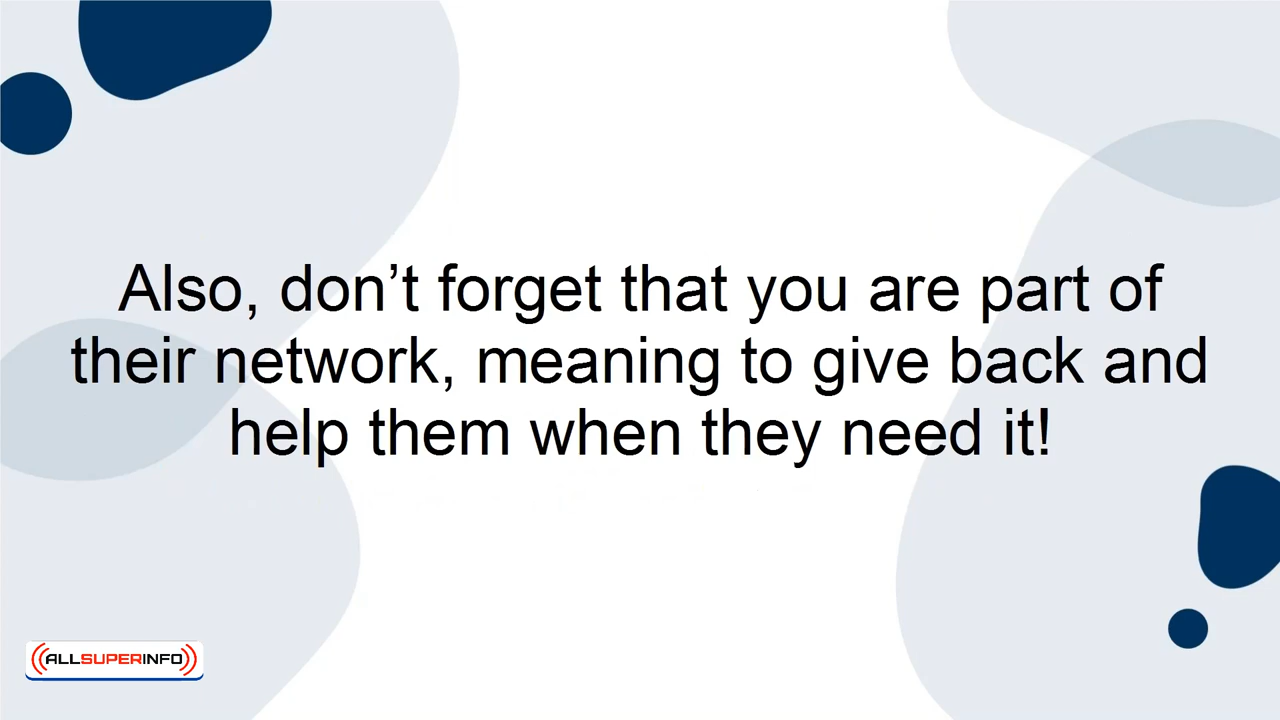 Also, don’t forget that you are part of
their network, meaning to give back and
help them when they need it!
ALLSUPERINFO